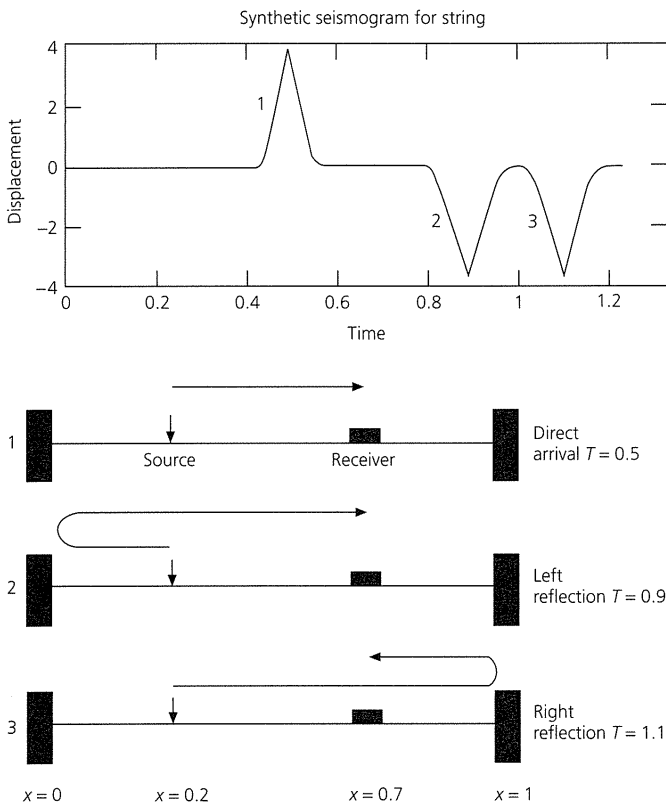 Synthetic seismogram for string
4
2
0
−2
−4
Displacement
1
2
3
0
0.2
0.4
0.6
0.8
1
1.2
Time
1
Source
Receiver
Direct
arrival T = 0.5
2
Left
reflection T = 0.9
3
Right
reflection T = 1.1
x = 0
x = 0.2
x = 0.7
x = 1